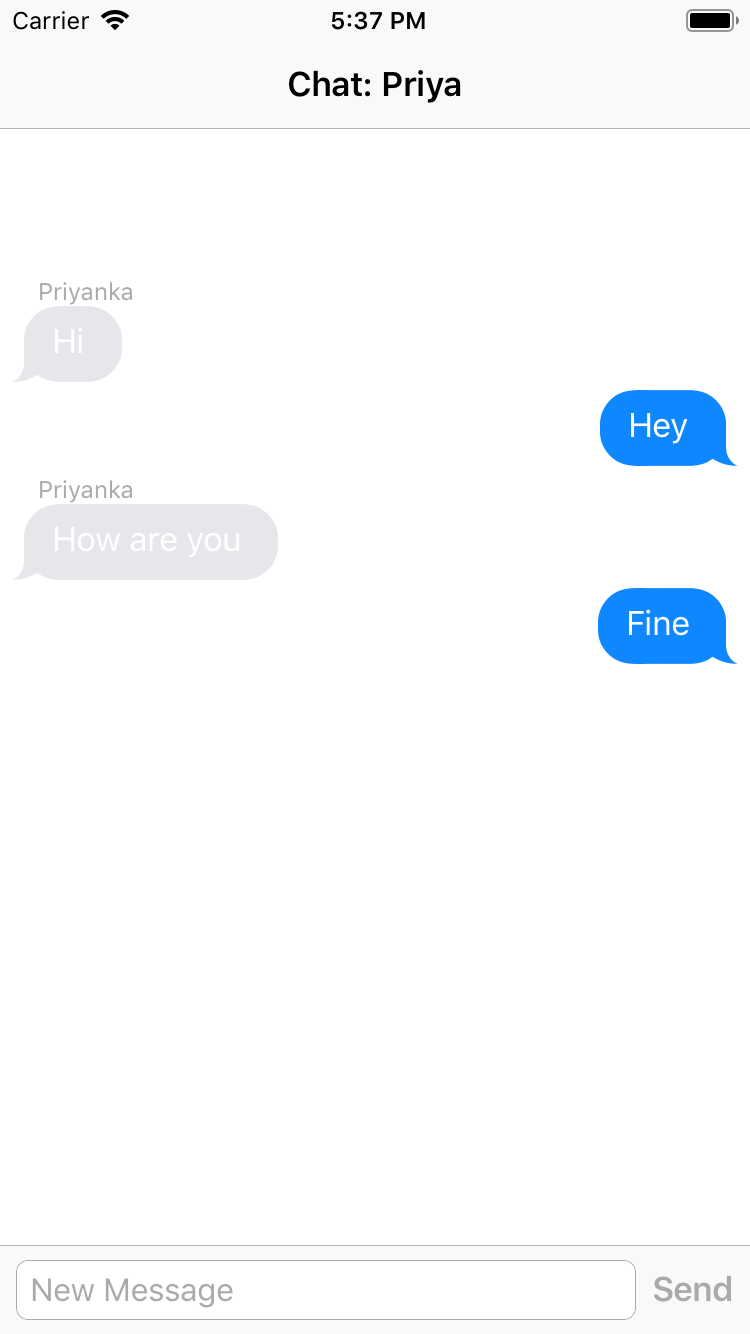 Carrier 5:37 PM
Chat: Priya
Priyanka
Hi
Hey
Priyanka
How are you
Fine
New Message Send